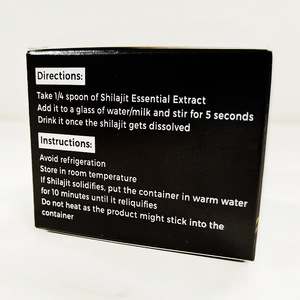 Directions:
Take 1/4 spoon of Shilajit Essential Extract
Add it to a glass of water/milk and stir for 5 seconds
Drink it once the shilajit gets dissolved
Instructions:
Avoid refrigeration
Store in room temperature
If Shilajit solidifies, put the container in warm water
for 10 minutes until it reliquifies
Do not heat as the product might stick into the
container